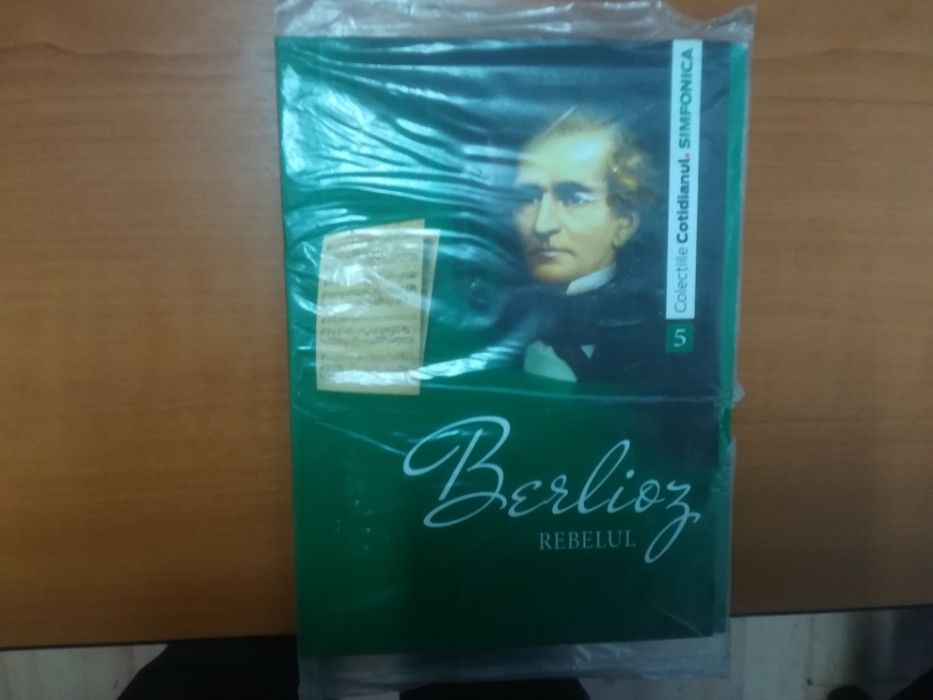 Colecțiile Cotidianul. SIMFONICA
5
Berlioz
REBELUL